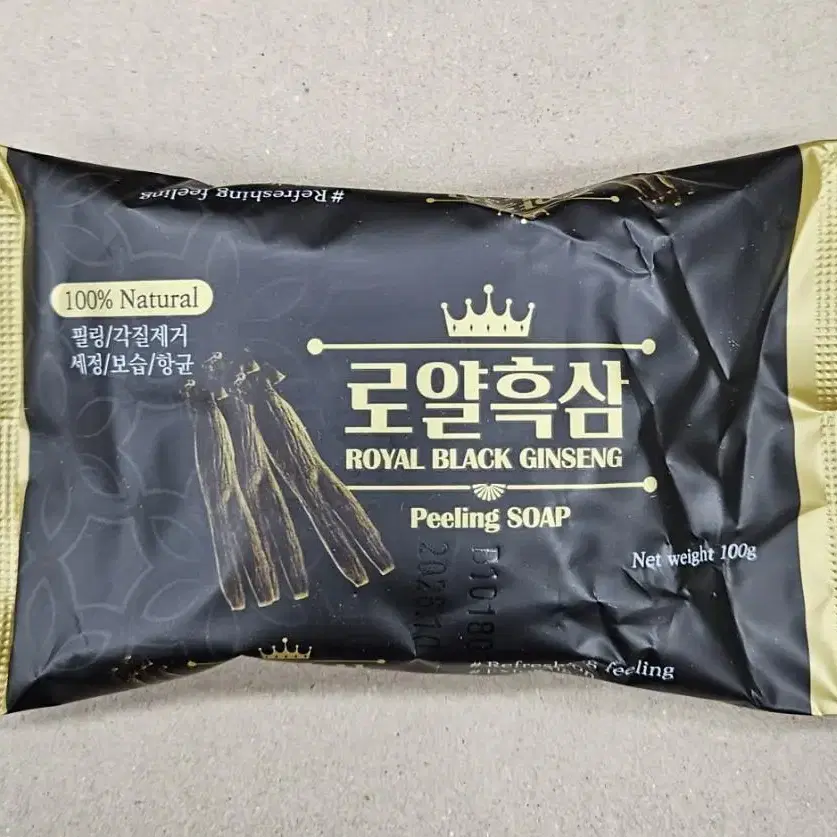 #Refreshing feeling
100% Natural
필링/각질제거
세정/보습/항균
로얄흑삼
ROYAL BLACK GINSENG
Peeling SOAP
Net weight 100g
feeling